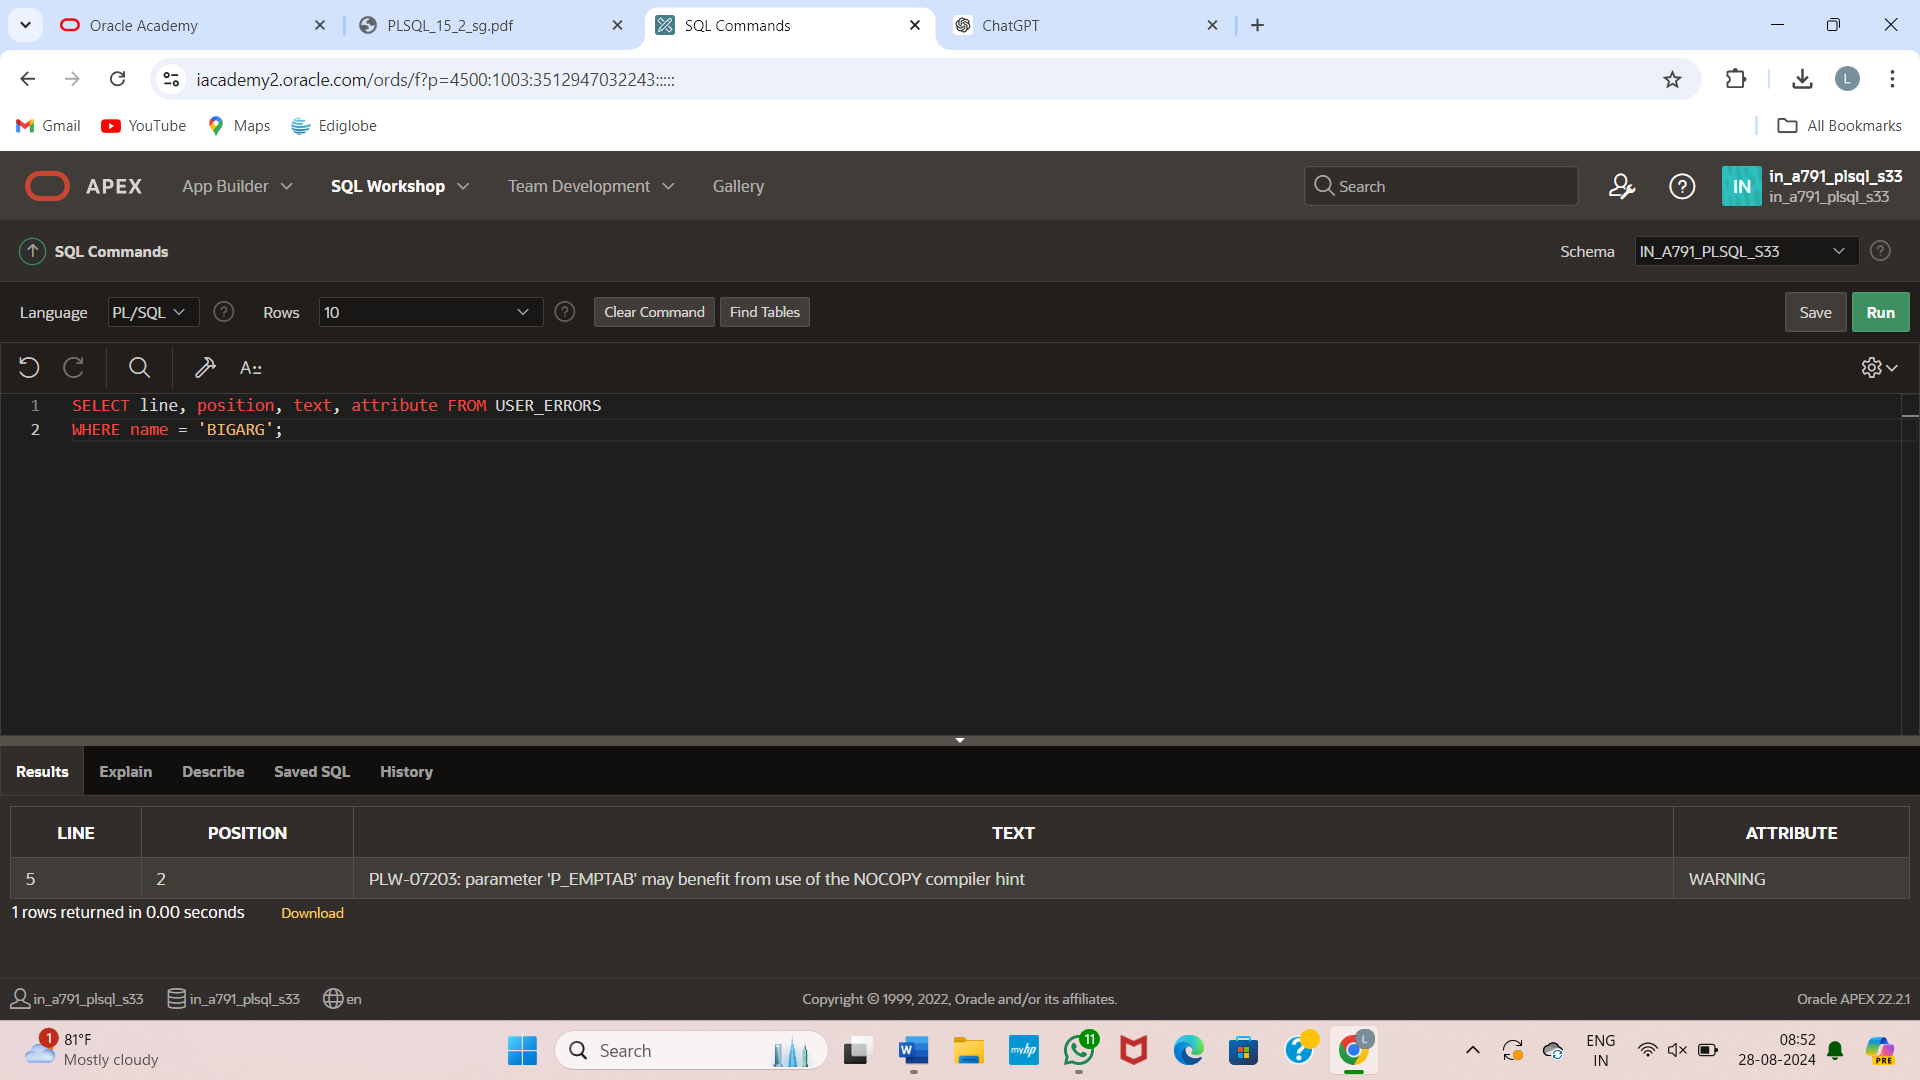 Oracle Academy
PLSQL_15_2_sg.pdf
SQL Commands
ChatGPT
iacademy2.oracle.com/ords/f?p=4500:1003:3512947032243:::::
L
Gmail
YouTube
Maps
Ediglobe
All Bookmarks
APEX
App Builder
SQL Workshop
Team Development
Gallery
Search
IN
in_a791_plsql_s33
in_a791_plsql_s33
SQL Commands
Schema
IN_A791_PLSQL_S33
Language
PL/SQL
Rows
10
Clear Command
Find Tables
Save
Run
A::
1 SELECT line, position, text, attribute FROM USER_ERRORS
2 WHERE name = 'BIGARG';
Results
Explain
Describe
Saved SQL
History
LINE POSITION TEXT ATTRIBUTE
5 2 PLW-07203: parameter 'P_EMPTAB' may benefit from use of the NOCOPY compiler hint WARNING
1 rows returned in 0.00 seconds
Download
in_a791_plsql_s33
in_a791_plsql_s33
en
Copyright © 1999, 2022, Oracle and/or its affiliates.
Oracle APEX 22.2.1
1
81°F
Mostly cloudy
Search
W
myhp
11
L
ENG
IN
08:52
28-08-2024
PRE